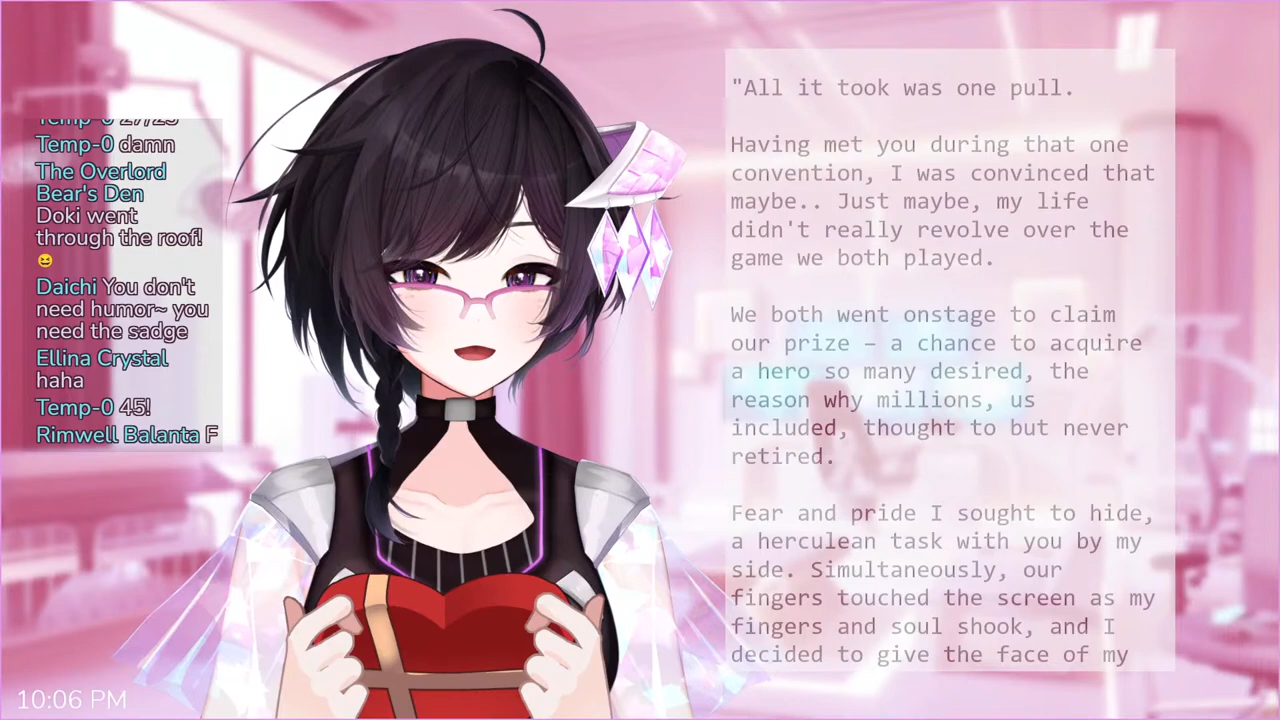 Temp-0 27/25
Temp-0 damn
The Overlord
Bear's Den
Doki went
through the roof!
Daichi You don't
need humor~ you
need the sadge
Ellina Crystal
haha
Temp-0 45!
Rimwell Balanta F
10:06 PM
"All it took was one pull.
Having met you during that one
convention, I was convinced that
maybe.. Just maybe, my life
didn't really revolve over the
game we both played.
We both went onstage to claim
our prize – a chance to acquire
a hero so many desired, the
reason why millions, us
included, thought to but never
retired.
Fear and pride I sought to hide,
a herculean task with you by my
side. Simultaneously, our
fingers touched the screen as my
fingers and soul shook, and I
decided to give the face of my